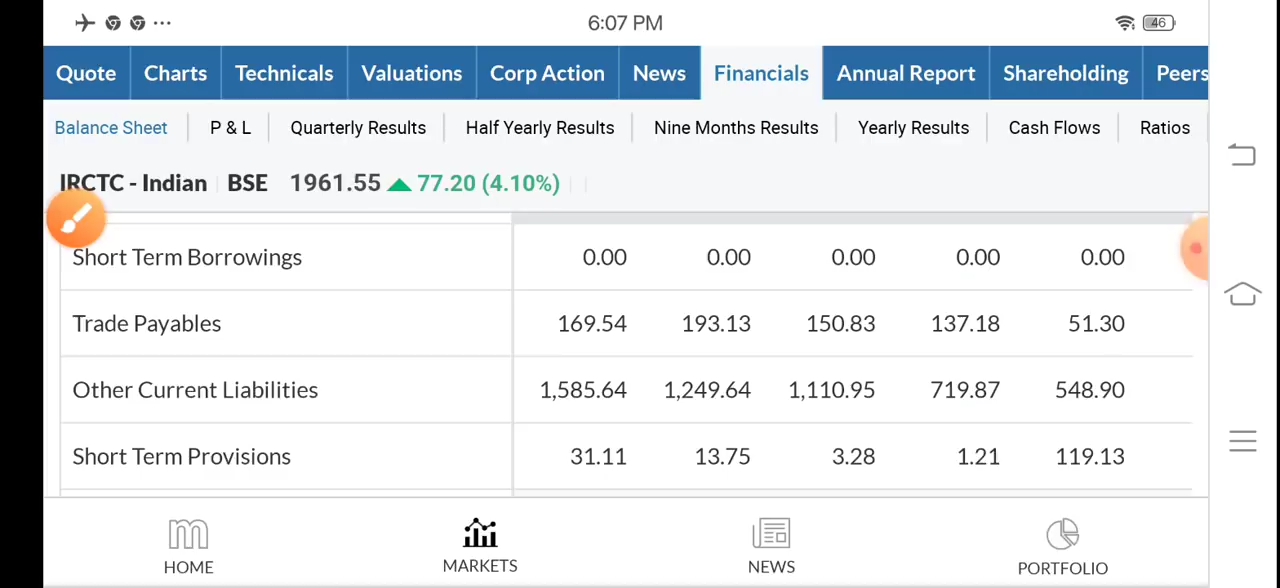 6:07 PM 46
Quote Charts Technicals Valuations Corp Action News Financials Annual Report Shareholding Peers
Balance Sheet P & L Quarterly Results Half Yearly Results Nine Months Results Yearly Results Cash Flows Ratios
IRCTC - Indian BSE 1961.55 77.20 (4.10%)
Short Term Borrowings 0.00 0.00 0.00 0.00 0.00
Trade Payables 169.54 193.13 150.83 137.18 51.30
Other Current Liabilities 1,585.64 1,249.64 1,110.95 719.87 548.90
Short Term Provisions 31.11 13.75 3.28 1.21 119.13
m
HOME MARKETS NEWS PORTFOLIO